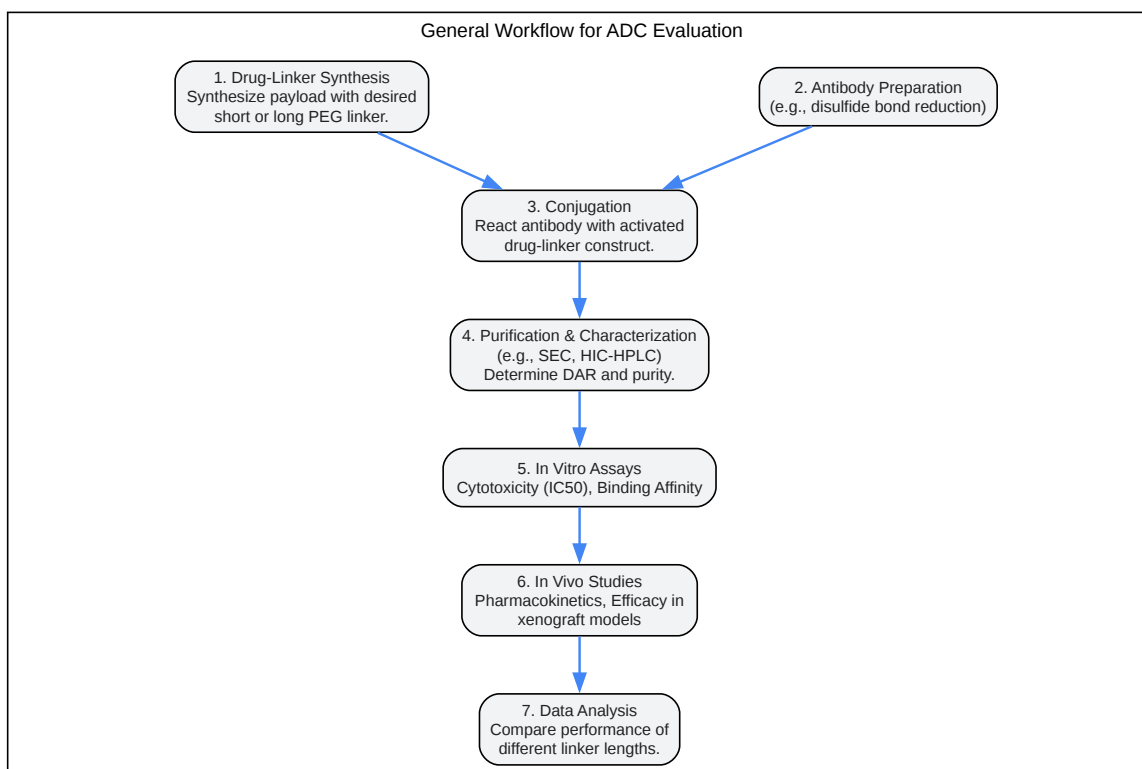 General Workflow for ADC Evaluation
1. Drug-Linker Synthesis
Synthesize payload with desired
short or long PEG linker.
2. Antibody Preparation
(e.g., disulfide bond reduction)
3. Conjugation
React antibody with activated
drug-linker construct.
4. Purification & Characterization
(e.g., SEC, HIC-HPLC)
Determine DAR and purity.
5. In Vitro Assays
Cytotoxicity (IC50), Binding Affinity
6. In Vivo Studies
Pharmacokinetics, Efficacy in
xenograft models
7. Data Analysis
Compare performance of
different linker lengths.